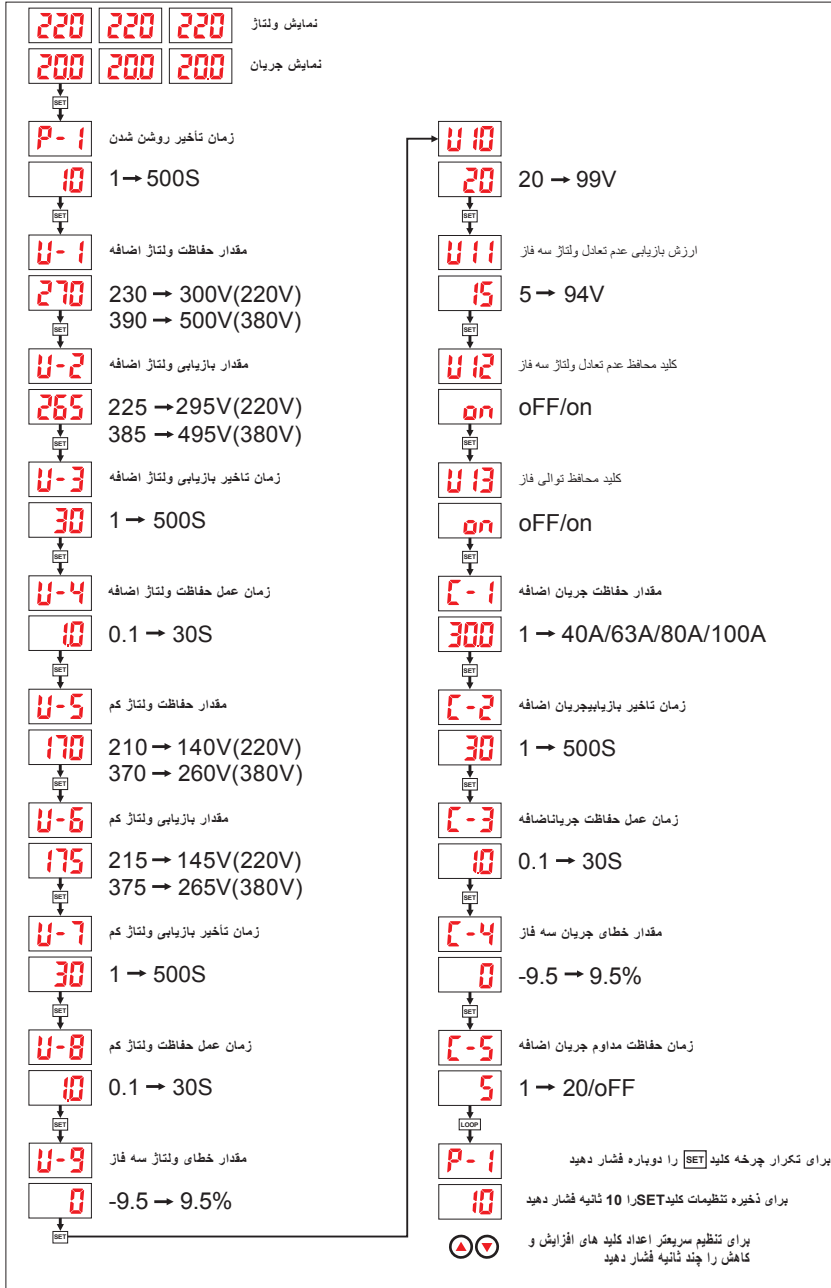 220 220 220 نمایش ولتاژ
20.0 20.0 20.0 نمایش جریان
SET
P-1 زمان تأخیر روشن شدن
10 1→500S
SET
U-1 مقدار حفاظت ولتاژ اضافه
270 230→300V(220V)
390→500V(380V)
SET
U-2 مقدار بازیابی ولتاژ اضافه
265 225→295V(220V)
385→495V(380V)
SET
U-3 زمان تاخیر بازیابی ولتاژ اضافه
30 1→500S
SET
U-4 زمان عمل حفاظت ولتاژ اضافه
1.0 0.1→30S
SET
U-5 مقدار حفاظت ولتاژ کم
170 210→140V(220V)
370→260V(380V)
SET
U-6 مقدار بازیابی ولتاژ کم
175 215→145V(220V)
375→265V(380V)
SET
U-7 زمان تأخیر بازیابی ولتاژ کم
30 1→500S
SET
U-8 زمان عمل حفاظت ولتاژ کم
1.0 0.1→30S
SET
U-9 مقدار خطای ولتاژ سه فاز
0 -9.5→9.5%
SET
U10
20 20→99V
SET
U11 ارزش بازیابی عدم تعادل ولتاژ سه فاز
15 5→94V
SET
U12 کلید محافظ عدم تعادل ولتاژ سه فاز
on oFF/on
SET
U13 کلید محافظ توالی فاز
on oFF/on
SET
C-1 مقدار حفاظت جریان اضافه
30.0 1→40A/63A/80A/100A
SET
C-2 زمان تاخیر بازیابیجریان اضافه
30 1→500S
SET
C-3 زمان عمل حفاظت جریاناضافه
1.0 0.1→30S
SET
C-4 مقدار خطای جریان سه فاز
0 -9.5→9.5%
SET
C-5 زمان حفاظت مداوم جریان اضافه
5 1→20/oFF
LOOP
P-1 برای تکرار چرخه کلید SET را دوباره فشار دهید
10 برای ذخیره تنظیمات کلیدSETرا 10 ثانیه فشار دهید
برای تنظیم سریعتر اعداد کلید های افزایش و
کاهش را چند ثانیه فشار دهید